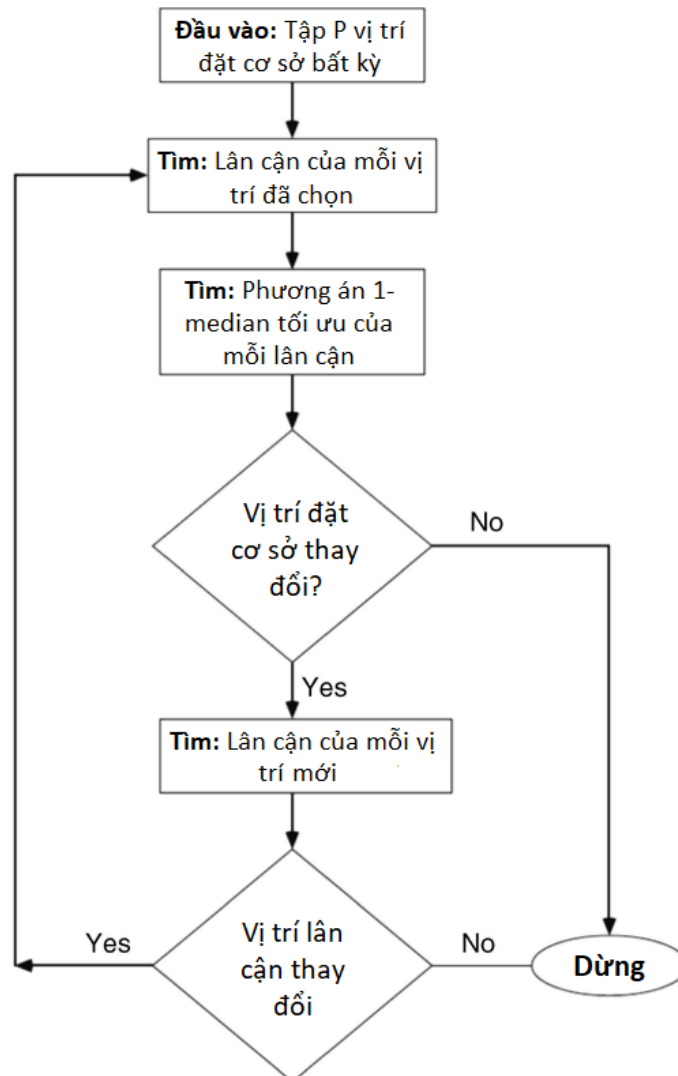 Đầu vào: Tập P vị trí
đặt cơ sở bất kỳ
Tìm: Lân cận của mỗi vị
trí đã chọn
Tìm: Phương án 1-
median tối ưu của
mỗi lân cận
Vị trí đặt
cơ sở thay
đổi?
No
Yes
Tìm: Lân cận của mỗi vị
trí mới
Yes
Vị trí lân
cận thay
đổi
No
Dừng